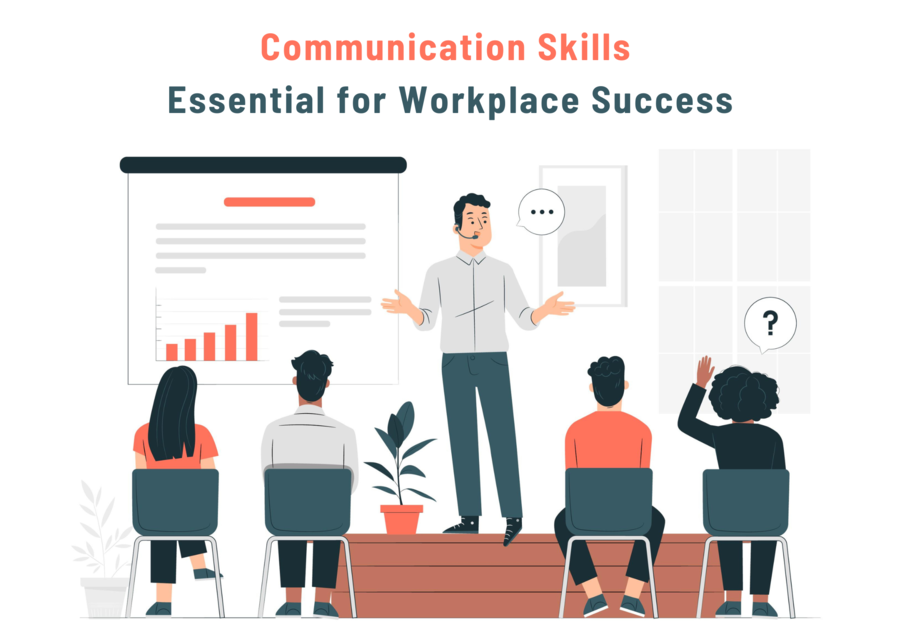 Communication Skills
Essential for Workplace Success
?